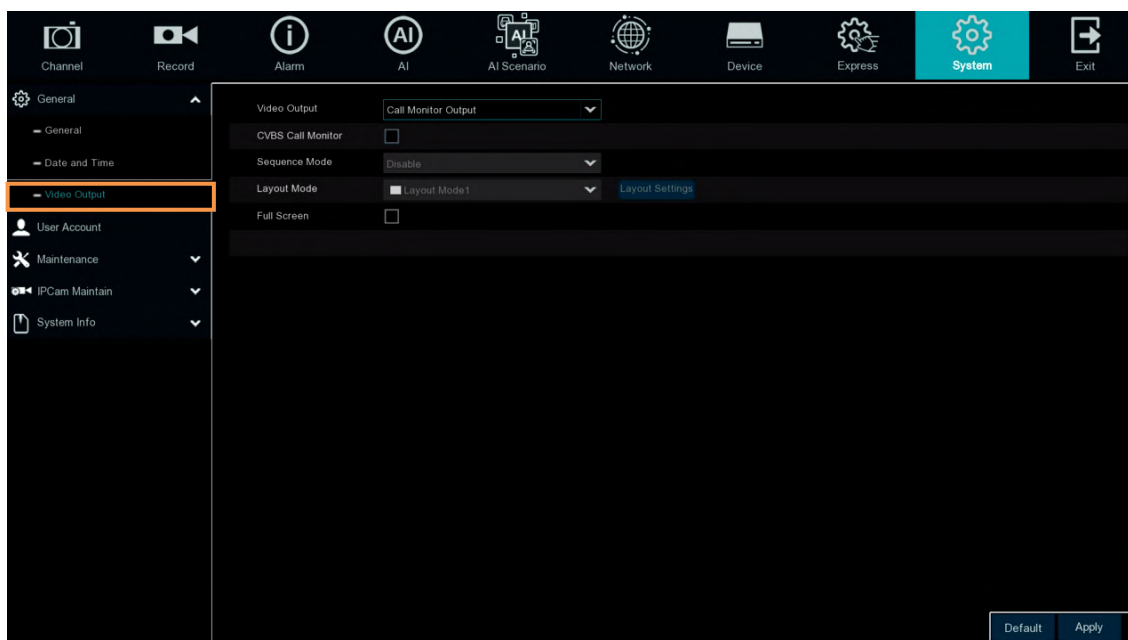 Channel Record Alarm AI AI Scenario Network Device Express System Exit
General
General
Date and Time
Video Output
User Account
Maintenance
IPCam Maintain
System Info
Video Output Call Monitor Output
CVBS Call Monitor
Sequence Mode Disable
Layout Mode Layout Mode1 Layout Settings
Full Screen
Default Apply